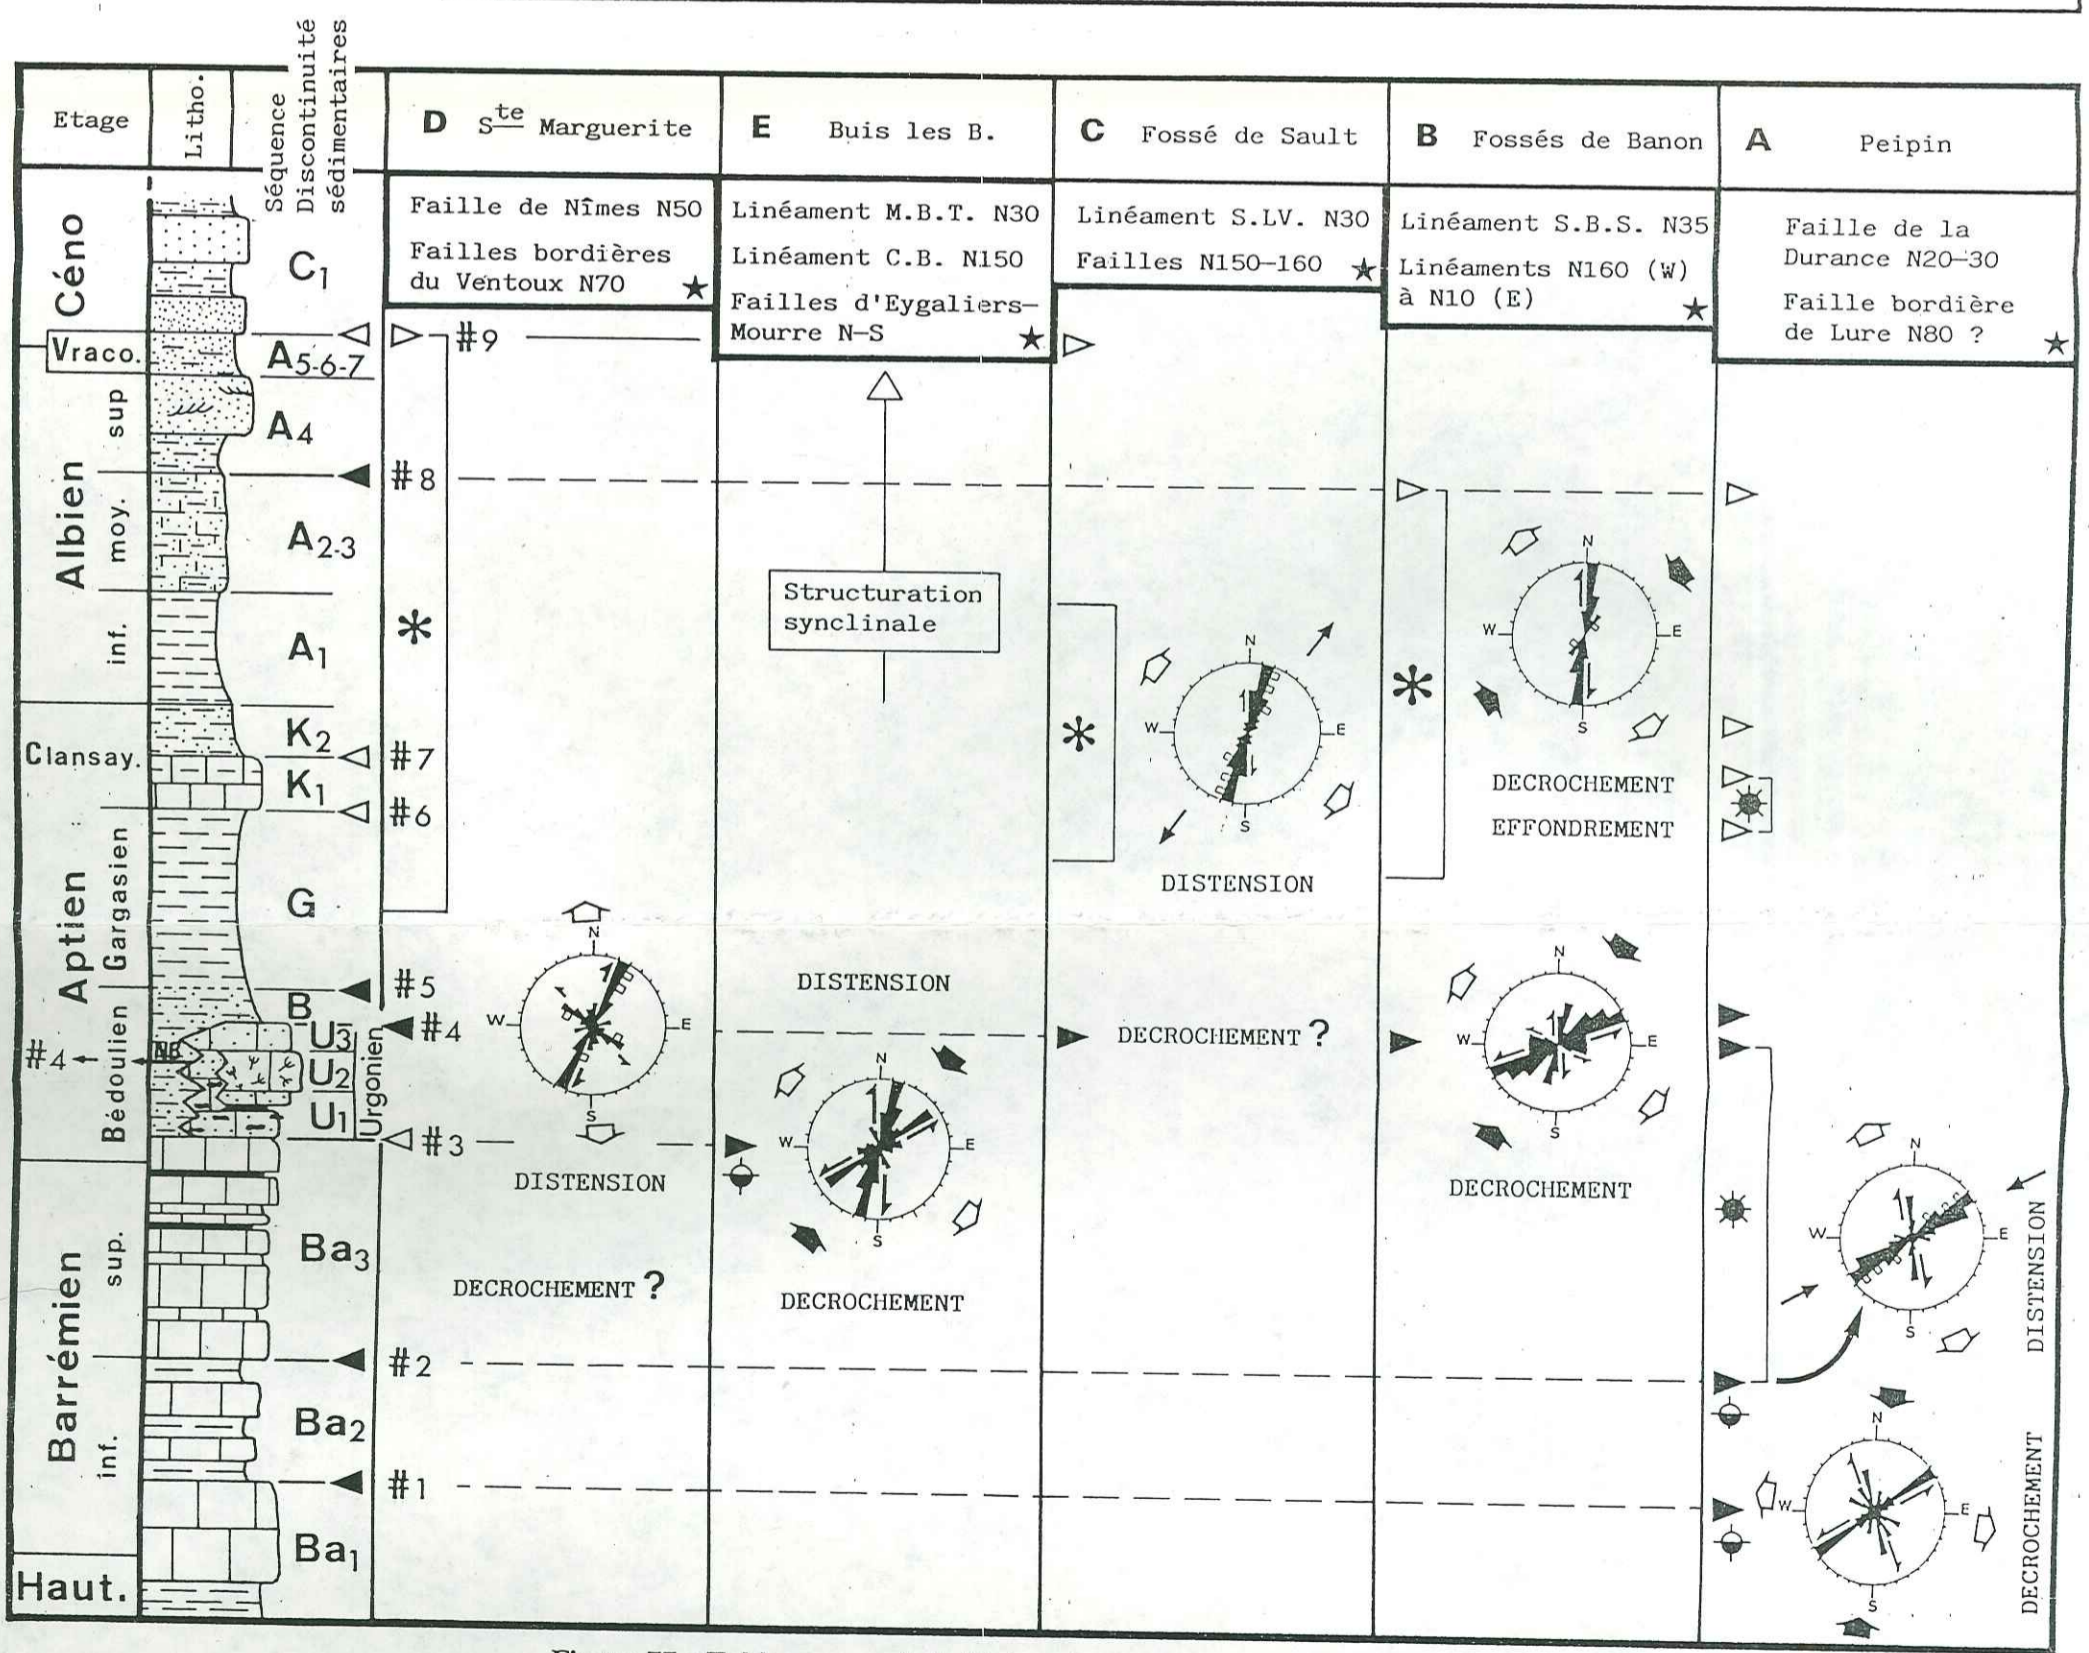 Etage
Litho.
Séquence
Discontinuité
sédimentaires
D Ste Marguerite
E Buis les B.
C Fossé de Sault
B Fossés de Banon
A Peipin
Faille de Nîmes N50
Failles bordières
du Ventoux N70 ★
Linéament M.B.T. N30
Linéament C.B. N150
Failles d'Eygaliers-
Mourre N-S ★
Linéament S.LV. N30
Failles N150-160 ★
Linéament S.B.S. N35
Linéaments N160 (W)
à N10 (E) ★
Faille de la
Durance N20-30
Faille bordière
de Lure N80 ? ★
Céno
Vraco.
Albien
sup
moy.
inf.
Clansay.
Aptien
Gargasien
Bédoulien
Barrémien
sup.
inf.
Haut.
C1
A5-6-7
A4
A2-3
A1
K2
K1
G
B
U3
U2
U1
Urgonien
Ba3
Ba2
Ba1
NB
#4
#9
#8
#7
#6
#5
#4
#3
#2
#1
*
N
W E
S
DISTENSION
DECROCHEMENT ?
Structuration
synclinale
DISTENSION
N
W E
S
DECROCHEMENT
*
N
W E
S
DISTENSION
DECROCHEMENT ?
*
N
W E
S
DECROCHEMENT
EFFONDREMENT
N
W E
S
DECROCHEMENT
N
W E
S
DISTENSION
N
W E
S
DECROCHEMENT